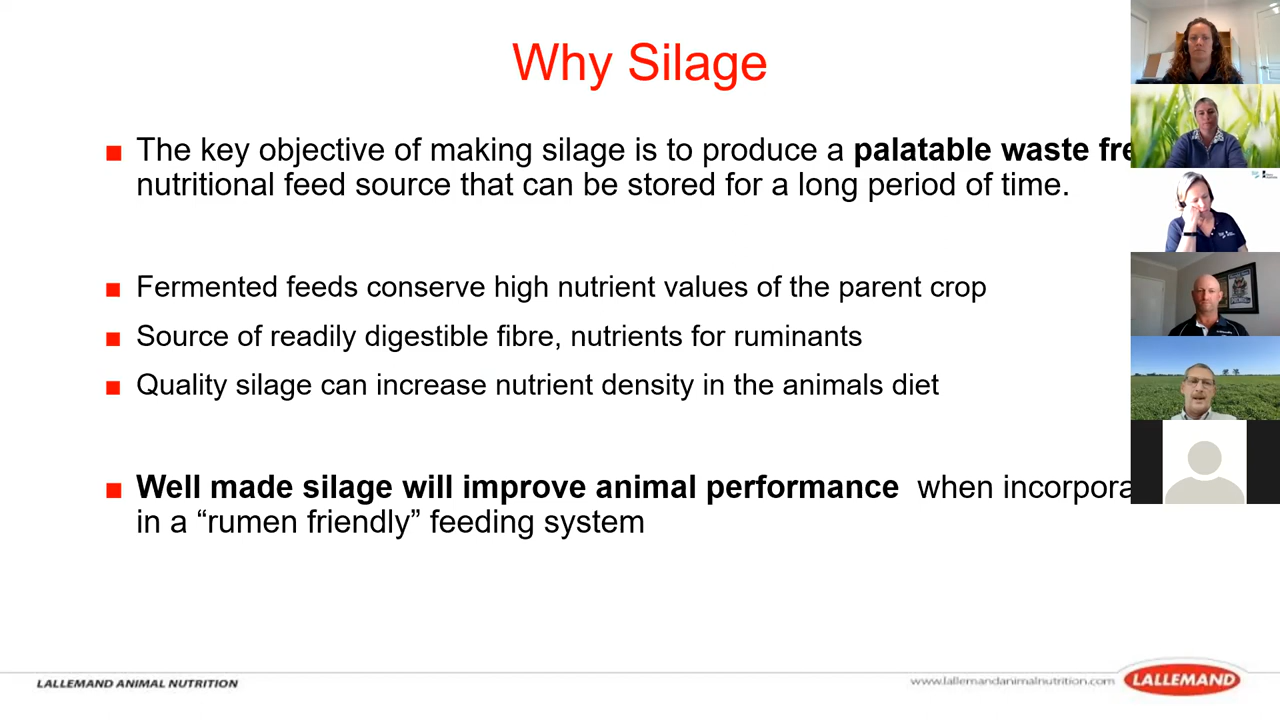 Why Silage
The key objective of making silage is to produce a palatable waste fre
nutritional feed source that can be stored for a long period of time.
Fermented feeds conserve high nutrient values of the parent crop
Source of readily digestible fibre, nutrients for ruminants
Quality silage can increase nutrient density in the animals diet
Well made silage will improve animal performance when incorpora
in a “rumen friendly” feeding system
LALLEMAND ANIMAL NUTRITION
www.lallemandanimalnutrition.com
LALLEMAND